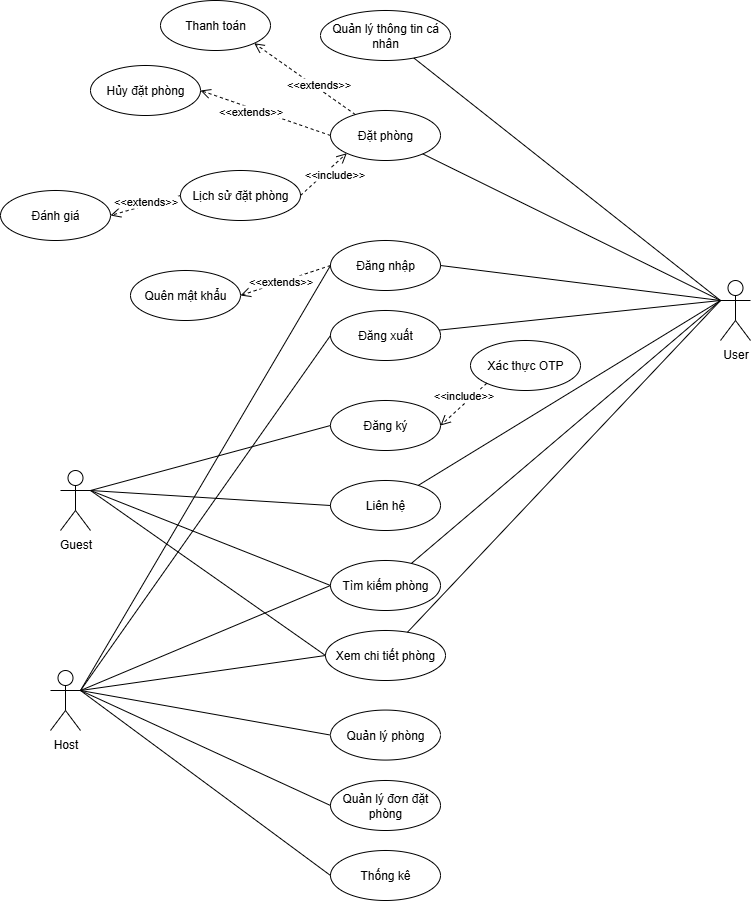 Thanh toán
Quản lý thông tin cá
nhân
<<extends>>
Hủy đặt phòng
<<extends>>
Đặt phòng
<<include>>
Lịch sử đặt phòng
<<extends>>
Đánh giá
Đăng nhập
<<extends>>
Quên mật khẩu
Đăng xuất
User
Xác thực OTP
<<include>>
Đăng ký
Liên hệ
Guest
Tìm kiếm phòng
Xem chi tiết phòng
Host
Quản lý phòng
Quản lý đơn đặt
phòng
Thống kê